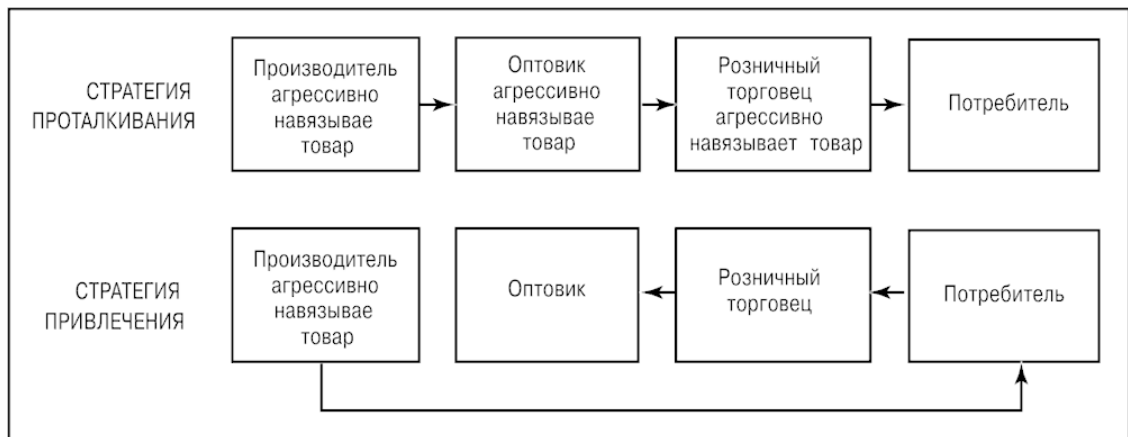 СТРАТЕГИЯ
ПРОТАЛКИВАНИЯ
Производитель
агрессивно
навязывае
товар
Оптовик
агрессивно
навязывае
товар
Розничный
торговец
агрессивно
навязывает товар
Потребитель
СТРАТЕГИЯ
ПРИВЛЕЧЕНИЯ
Производитель
агрессивно
навязывае
товар
Оптовик
Розничный
торговец
Потребитель